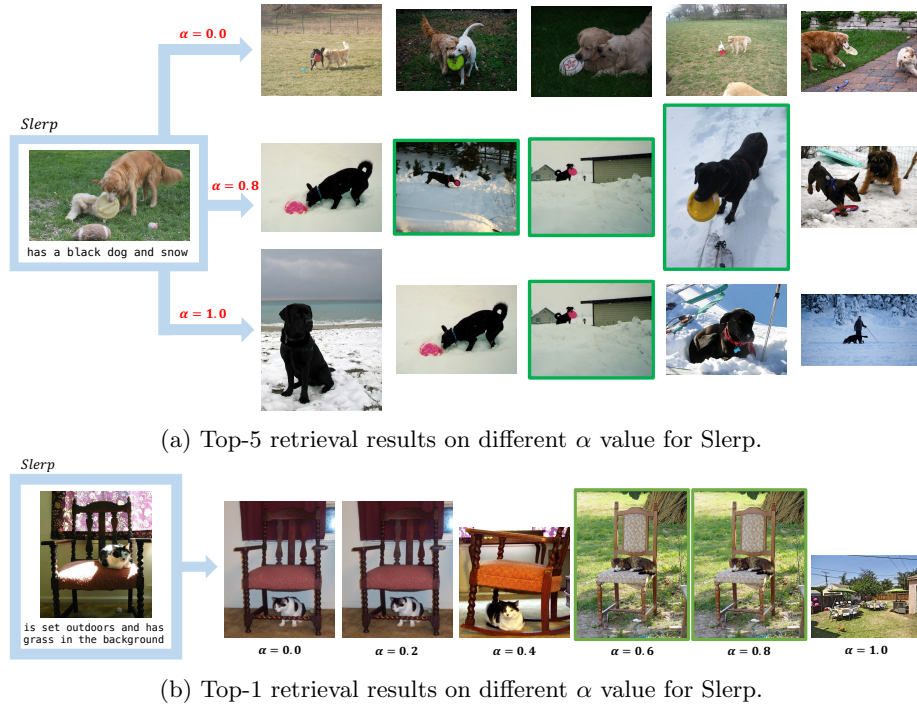 α = 0.0
Slerp
α = 0.8
has a black dog and snow
α = 1.0
(a) Top-5 retrieval results on different α value for Slerp.
Slerp
is set outdoors and has
grass in the background
α = 0.0
α = 0.2
α = 0.4
α = 0.6
α = 0.8
α = 1.0
(b) Top-1 retrieval results on different α value for Slerp.